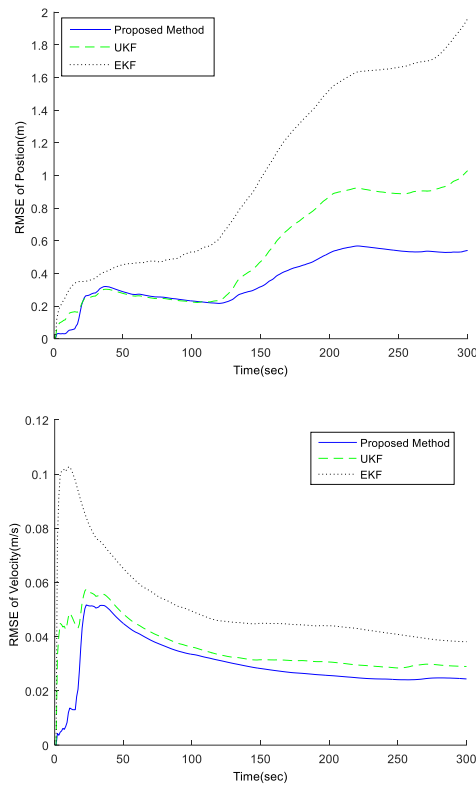 2
1.8
1.6
1.4
1.2
1
0.8
0.6
0.4
0.2
0
RMSE of Postion(m)
Proposed Method
UKF
EKF
0 50 100 150 200 250 300
Time(sec)
0.12
0.1
0.08
0.06
0.04
0.02
0
RMSE of Velocity(m/s)
Proposed Method
UKF
EKF
0 50 100 150 200 250 300
Time(sec)